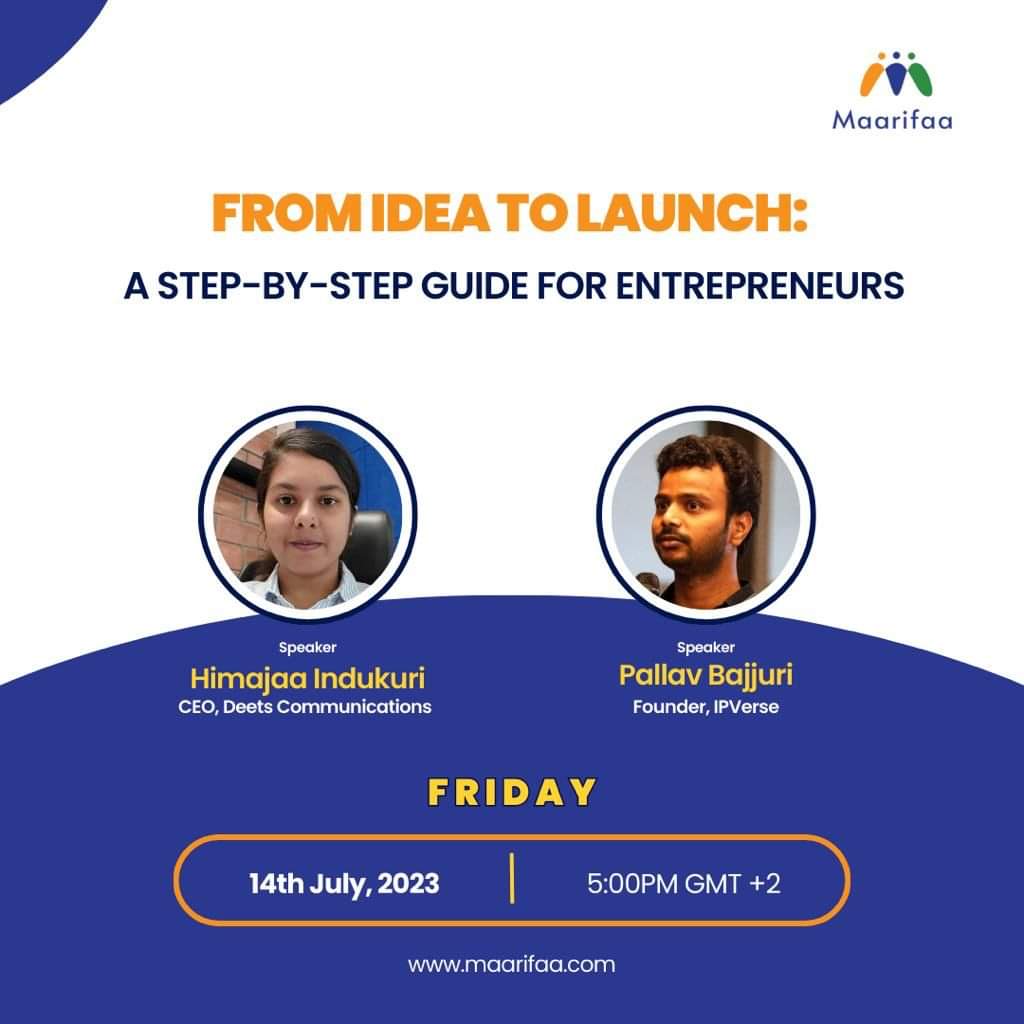 Maarifaa
FROM IDEA TO LAUNCH:
A STEP-BY-STEP GUIDE FOR ENTREPRENEURS
Speaker
Himajaa Indukuri
CEO, Deets Communications
Speaker
Pallav Bajjuri
Founder, IPVerse
FRIDAY
14th July, 2023
5:00PM GMT +2
www.maarifaa.com